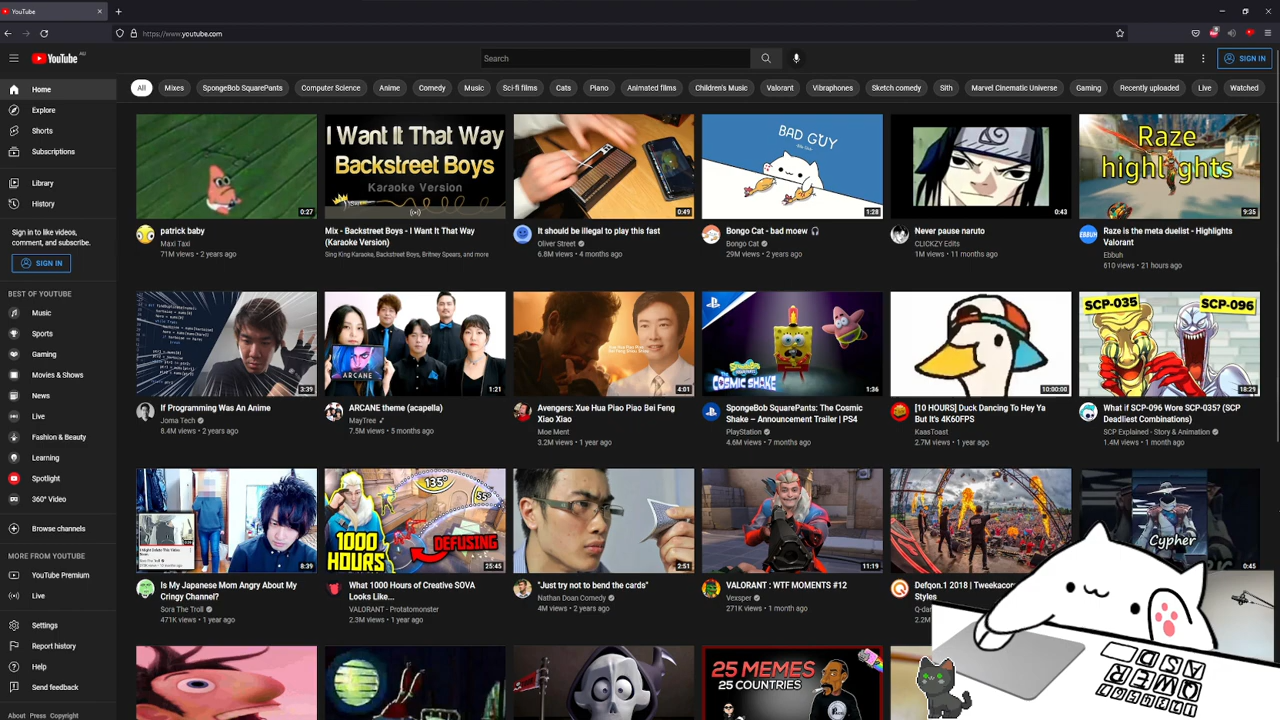 YouTube
https://www.youtube.com
YouTube AU
Search
SIGN IN
Home
Explore
Shorts
Subscriptions
Library
History
Sign in to like videos,
comment, and subscribe.
SIGN IN
BEST OF YOUTUBE
Music
Sports
Gaming
Movies & Shows
News
Live
Fashion & Beauty
Learning
Spotlight
360° Video
Browse channels
MORE FROM YOUTUBE
YouTube Premium
Live
Settings
Report history
Help
Send feedback
About Press Copyright
All Mixes SpongeBob SquarePants Computer Science Anime Comedy Music Sci-fi films Cats Piano Animated films Children's Music Valorant Vibraphones Sketch comedy Sith Marvel Cinematic Universe Gaming Recently uploaded Live Watched
0:27
patrick baby
Maxi Taxi
71M views • 2 years ago
I Want It That Way
Backstreet Boys
Karaoke Version
Mix - Backstreet Boys - I Want It That Way
(Karaoke Version)
Sing King Karaoke, Backstreet Boys, Britney Spears, and more
0:49
It should be illegal to play this fast
Oliver Street
6.8M views • 4 months ago
BAD GUY
1:28
Bongo Cat - bad moew 🎧
Bongo Cat
29M views • 2 years ago
0:43
Never pause naruto
CLICKZY Edits
1M views • 11 months ago
Raze
highlights
9:35
EBBUH
Raze is the meta duelist - Highlights
Valorant
Ebbuh
610 views • 21 hours ago
3:39
If Programming Was An Anime
Joma Tech
8.4M views • 2 years ago
ARCANE
1:21
ARCANE theme (acapella)
MayTree
7.5M views • 5 months ago
4:01
Avengers: Xue Hua Piao Piao Bei Feng
Xiao Xiao
Moe Ment
3.2M views • 1 year ago
SpongeBob
SQUAREPANTS
THE COSMIC
SHAKE
1:36
SpongeBob SquarePants: The Cosmic
Shake – Announcement Trailer | PS4
PlayStation
4.6M views • 7 months ago
10:00:00
[10 HOURS] Duck Dancing To Hey Ya
But It's 4K60FPS
KaasToast
2.7M views • 1 year ago
SCP-035
SCP-096
18:29
What if SCP-096 Wore SCP-035? (SCP
Deadliest Combinations)
SCP Explained - Story & Animation
1.4M views • 1 month ago
8:39
Is My Japanese Mom Angry About My
Cringy Channel?
Sora The Troll
471K views • 1 year ago
135°
55°
1000
HOURS
DEFUSING
25:45
What 1000 Hours of Creative SOVA
Looks Like...
VALORANT - Protatomonster
2.3M views • 1 year ago
2:51
"Just try not to bend the cards"
Nathan Doan Comedy
4M views • 2 years ago
11:19
VALORANT : WTF MOMENTS #12
Vexsper
271K views • 1 month ago
Defqon.1 2018 | Tweekacor
Styles
Q-dan
2.2M
Cypher
0:45
25 MEMES
25 COUNTRIES
A S D
Q W E R